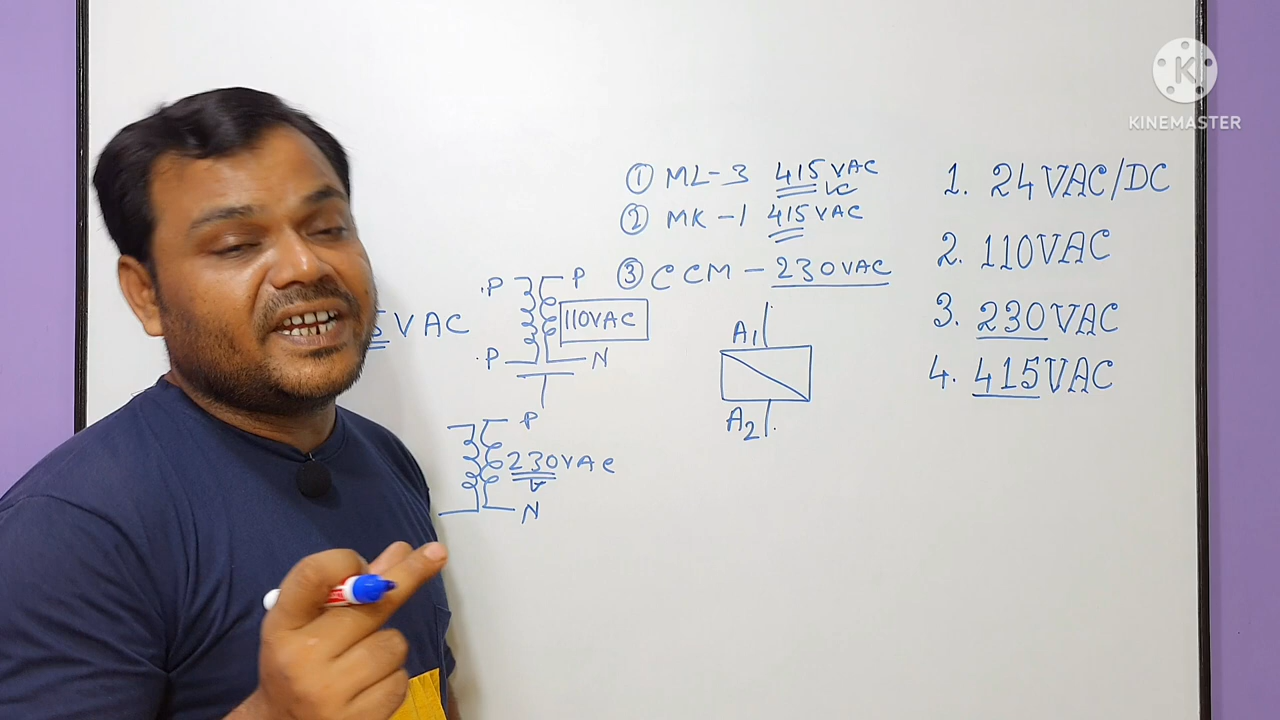 KINEMASTER
① ML-3 415VAC
② MK-1 415VAC
③ CCM - 230VAC
1. 24VAC/DC
2. 110VAC
3. 230VAC
4. 415VAC
P P
5VAC
110VAC
P N
A1
A2
P
230VAC
N